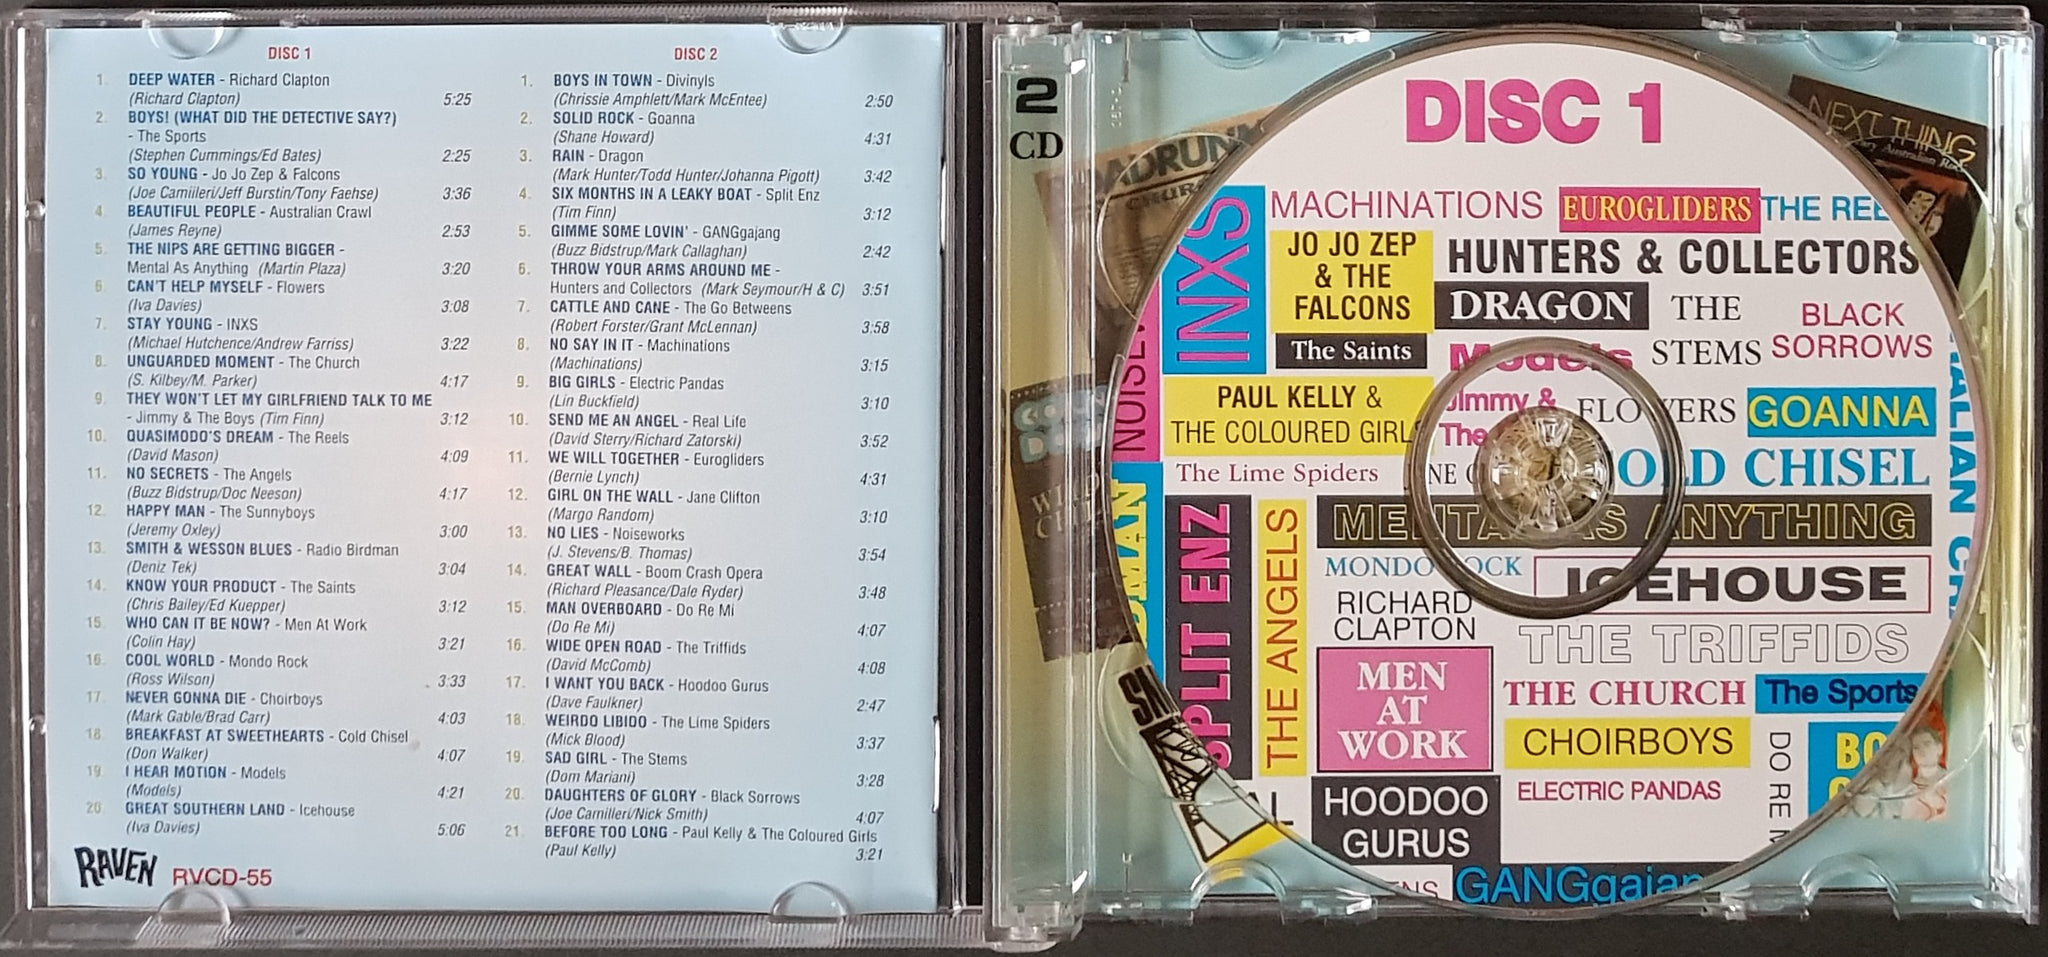 DISC 1
1. DEEP WATER - Richard Clapton
(Richard Clapton) 5:25
2. BOYS! (WHAT DID THE DETECTIVE SAY?)
- The Sports
(Stephen Cummings/Ed Bates) 2:25
3. SO YOUNG - Jo Jo Zep & Falcons
(Joe Camiileri/Jeff Burstin/Tony Faehse) 3:36
4. BEAUTIFUL PEOPLE - Australian Crawl
(James Reyne) 2:53
5. THE NIPS ARE GETTING BIGGER -
Mental As Anything (Martin Plaza) 3:20
6. CAN'T HELP MYSELF - Flowers
(Iva Davies) 3:08
7. STAY YOUNG - INXS
(Michael Hutchence/Andrew Farriss) 3:22
8. UNGUARDED MOMENT - The Church
(S. Kilbey/M. Parker) 4:17
9. THEY WON'T LET MY GIRLFRIEND TALK TO ME
- Jimmy & The Boys (Tim Finn) 3:12
10. QUASIMODO'S DREAM - The Reels
(David Mason) 4:09
11. NO SECRETS - The Angels
(Buzz Bidstrup/Doc Neeson) 4:17
12. HAPPY MAN - The Sunnyboys
(Jeremy Oxley) 3:00
13. SMITH & WESSON BLUES - Radio Birdman
(Deniz Tek) 3:04
14. KNOW YOUR PRODUCT - The Saints
(Chris Bailey/Ed Kuepper) 3:12
15. WHO CAN IT BE NOW? - Men At Work
(Colin Hay) 3:21
16. COOL WORLD - Mondo Rock
(Ross Wilson) 3:33
17. NEVER GONNA DIE - Choirboys
(Mark Gable/Brad Carr) 4:03
18. BREAKFAST AT SWEETHEARTS - Cold Chisel
(Don Walker) 4:07
19. I HEAR MOTION - Models
(Models) 4:21
20. GREAT SOUTHERN LAND - Icehouse
(Iva Davies) 5:06
RAVEN RVCD-55
DISC 2
1. BOYS IN TOWN - Divinyls
(Chrissie Amphlett/Mark McEntee) 2:50
2. SOLID ROCK - Goanna
(Shane Howard) 4:31
3. RAIN - Dragon
(Mark Hunter/Todd Hunter/Johanna Pigott) 3:42
4. SIX MONTHS IN A LEAKY BOAT - Split Enz
(Tim Finn) 3:12
5. GIMME SOME LOVIN' - GANGgajang
(Buzz Bidstrup/Mark Callaghan) 2:42
6. THROW YOUR ARMS AROUND ME -
Hunters and Collectors (Mark Seymour/H & C) 3:51
7. CATTLE AND CANE - The Go Betweens
(Robert Forster/Grant McLennan) 3:58
8. NO SAY IN IT - Machinations
(Machinations) 3:15
9. BIG GIRLS - Electric Pandas
(Lin Buckfield) 3:10
10. SEND ME AN ANGEL - Real Life
(David Sterry/Richard Zatorski) 3:52
11. WE WILL TOGETHER - Eurogliders
(Bernie Lynch) 4:31
12. GIRL ON THE WALL - Jane Clifton
(Margo Random) 3:10
13. NO LIES - Noiseworks
(J. Stevens/B. Thomas) 3:54
14. GREAT WALL - Boom Crash Opera
(Richard Pleasance/Dale Ryder) 3:48
15. MAN OVERBOARD - Do Re Mi
(Do Re Mi) 4:07
16. WIDE OPEN ROAD - The Triffids
(David McComb) 4:08
17. I WANT YOU BACK - Hoodoo Gurus
(Dave Faulkner) 2:47
18. WEIRDO LIBIDO - The Lime Spiders
(Mick Blood) 3:37
19. SAD GIRL - The Stems
(Dom Mariani) 3:28
20. DAUGHTERS OF GLORY - Black Sorrows
(Joe Camilleri/Nick Smith) 4:07
21. BEFORE TOO LONG - Paul Kelly & The Coloured Girls
(Paul Kelly) 3:21
2
CD
DISC 1
NEXT THING
INXS
MACHINATIONS
EUROGLIDERS
THE REE
JO JO ZEP
& THE
FALCONS
HUNTERS & COLLECTORS
DRAGON
THE
STEMS
BLACK
SORROWS
The Saints
Models
NOISEW
PAUL KELLY &
THE COLOURED GIRLS
Jimmy &
The
FLOWERS
GOANNA
The Lime Spiders
OLD CHISEL
MENTAL AS ANYTHING
SPLIT ENZ
THE ANGELS
MONDO ROCK
ICEHOUSE
RICHARD
CLAPTON
THE TRIFFIDS
MEN
AT
WORK
THE CHURCH
The Sports
CHOIRBOYS
DO RE M
ELECTRIC PANDAS
HOODOO
GURUS
GANGgajan